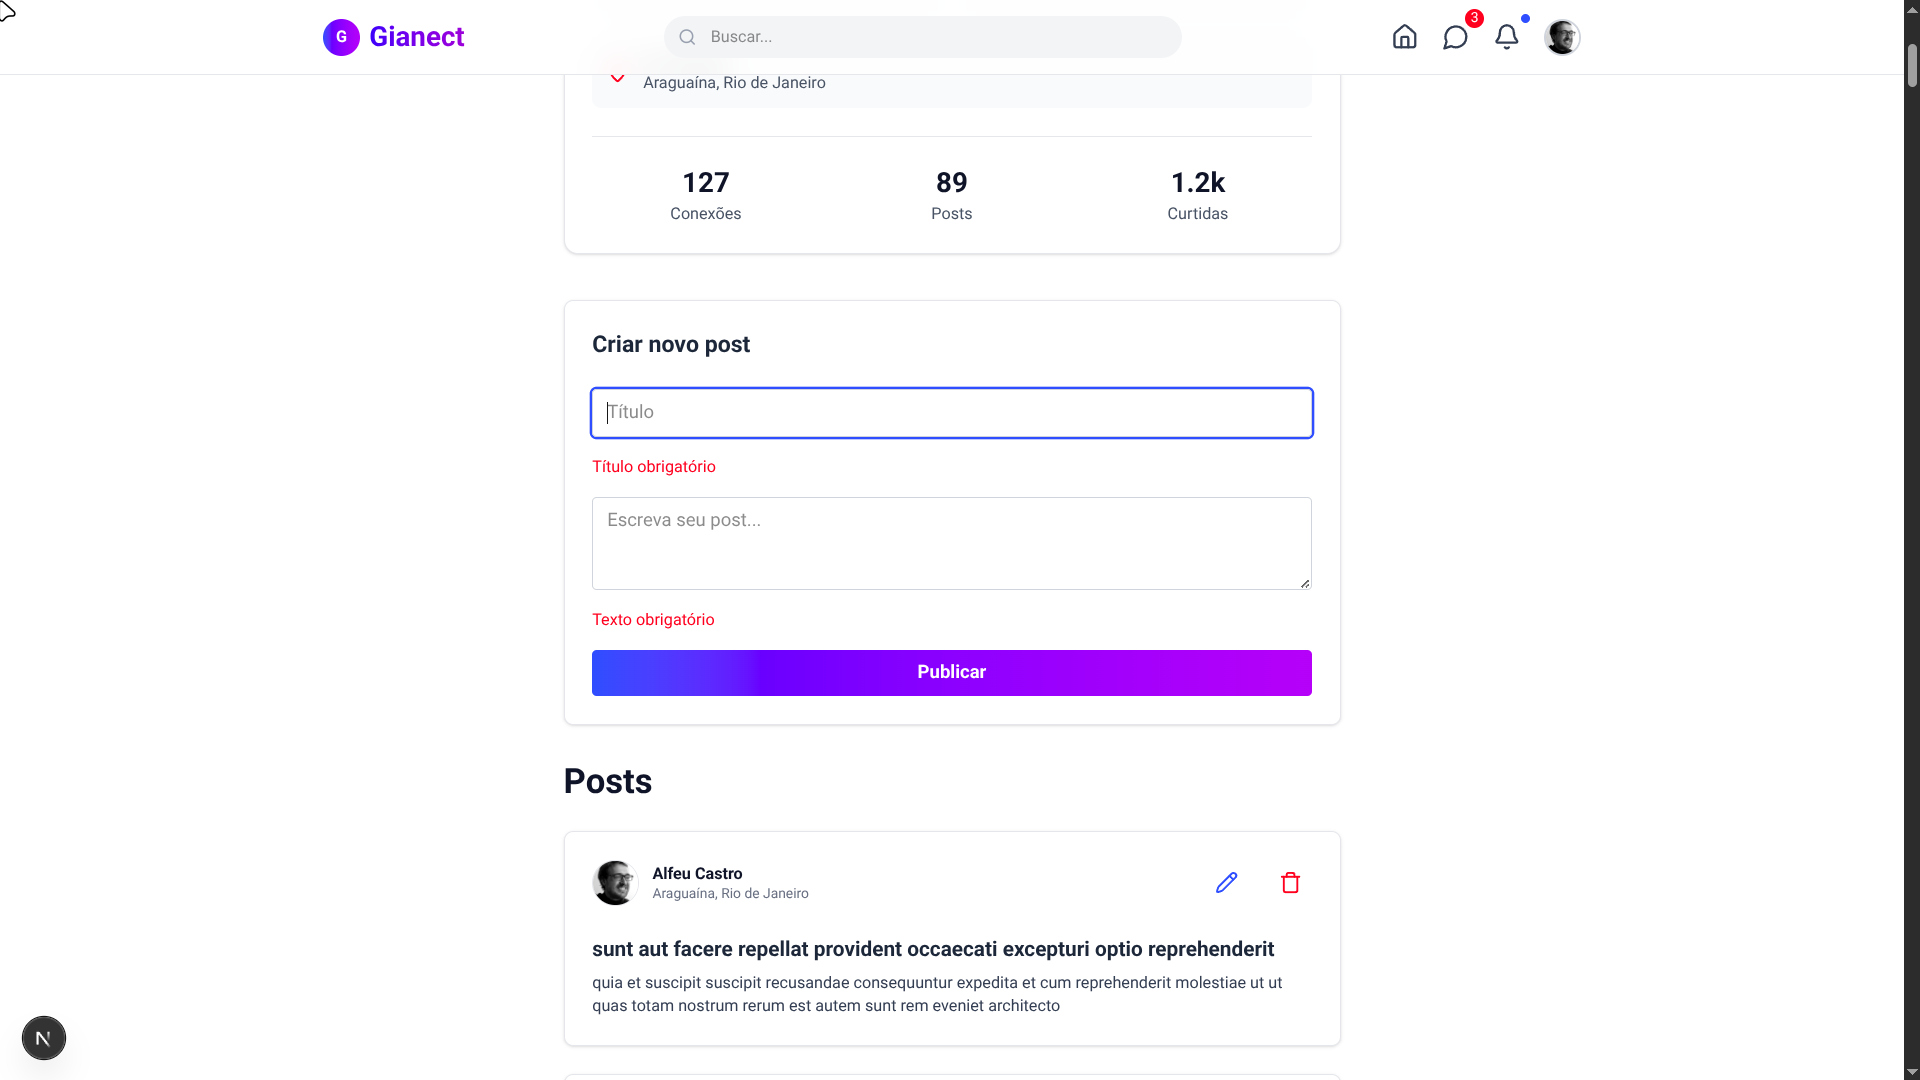 G Gianect
Buscar...
3
Araguaína, Rio de Janeiro
127
Conexões
89
Posts
1.2k
Curtidas
Criar novo post
Título
Título obrigatório
Escreva seu post...
Texto obrigatório
Publicar
Posts
Alfeu Castro
Araguaína, Rio de Janeiro
sunt aut facere repellat provident occaecati excepturi optio reprehenderit
quia et suscipit suscipit recusandae consequuntur expedita et cum reprehenderit molestiae ut ut
quas totam nostrum rerum est autem sunt rem eveniet architecto
N